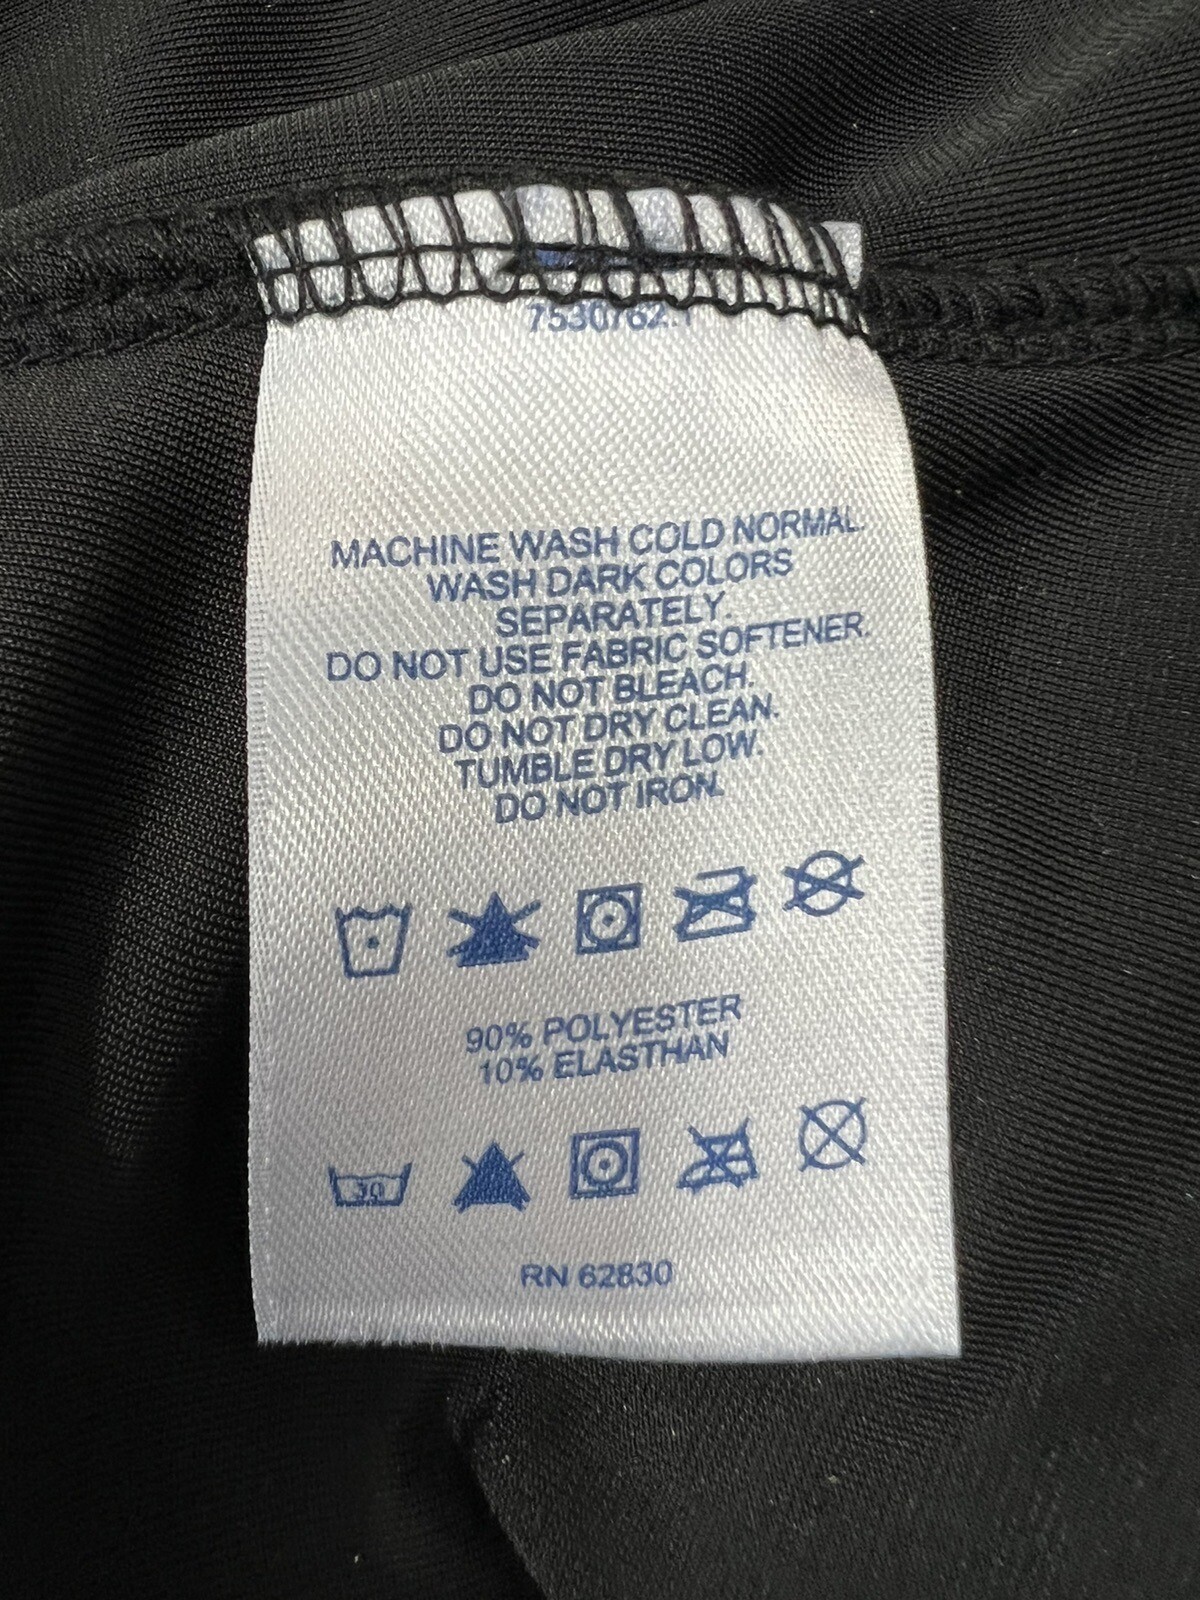 MACHINE WASH COLD NORMAL.
WASH DARK COLORS
SEPARATELY.
DO NOT USE FABRIC SOFTENER.
DO NOT BLEACH.
DO NOT DRY CLEAN.
TUMBLE DRY LOW.
DO NOT IRON.
90% POLYESTER
10% ELASTHAN
30
RN 62830